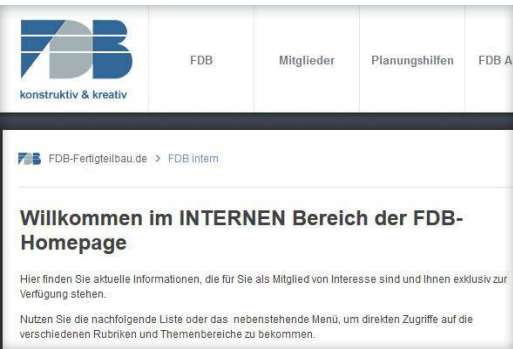 FDB
konstruktiv & kreativ
FDB
Mitglieder
Planungshilfen
FDB A
FDB
FDB-Fertigteilbau.de > FDB intern
Willkommen im INTERNEN Bereich der FDB-
Homepage
Hier finden Sie aktuelle Informationen, die für Sie als Mitglied von Interesse sind und Ihnen exklusiv zur
Verfügung stehen.
Nutzen Sie die nachfolgende Liste oder das nebenstehende Menü, um direkten Zugriffe auf die
verschiedenen Rubriken und Themenbereiche zu bekommen.